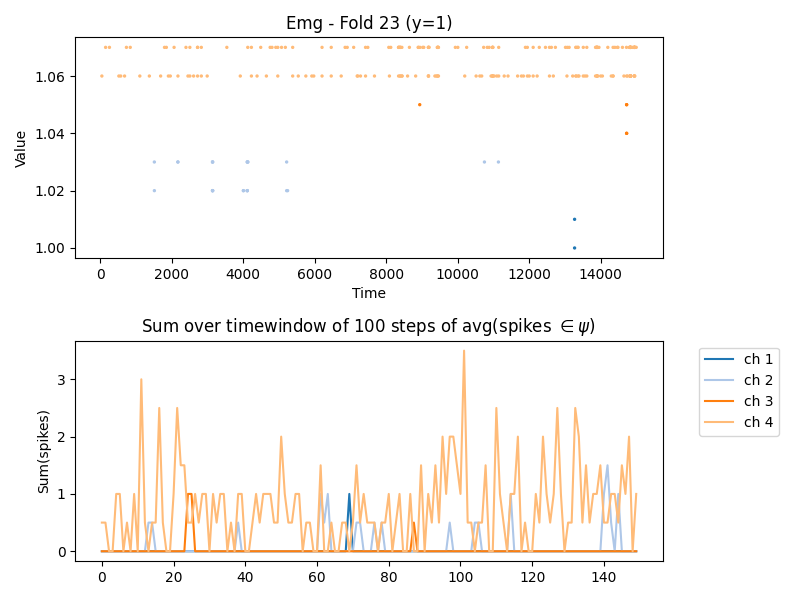 Emg - Fold 23 (y=1)
Value
1.06
1.04
1.02
1.00
0 2000 4000 6000 8000 10000 12000 14000
Time
Sum over timewindow of 100 steps of avg(spikes ∈ ψ)
Sum(spikes)
3
2
1
0
0 20 40 60 80 100 120 140
ch 1
ch 2
ch 3
ch 4